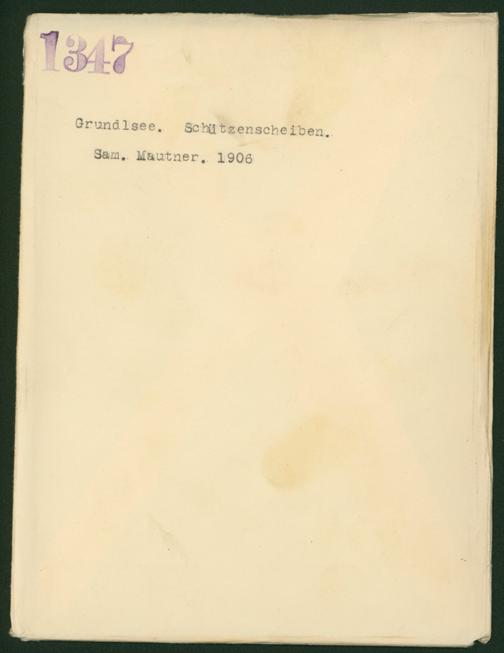 1347
Grundlsee. Schützenscheiben.
Sam. Mautner. 1906